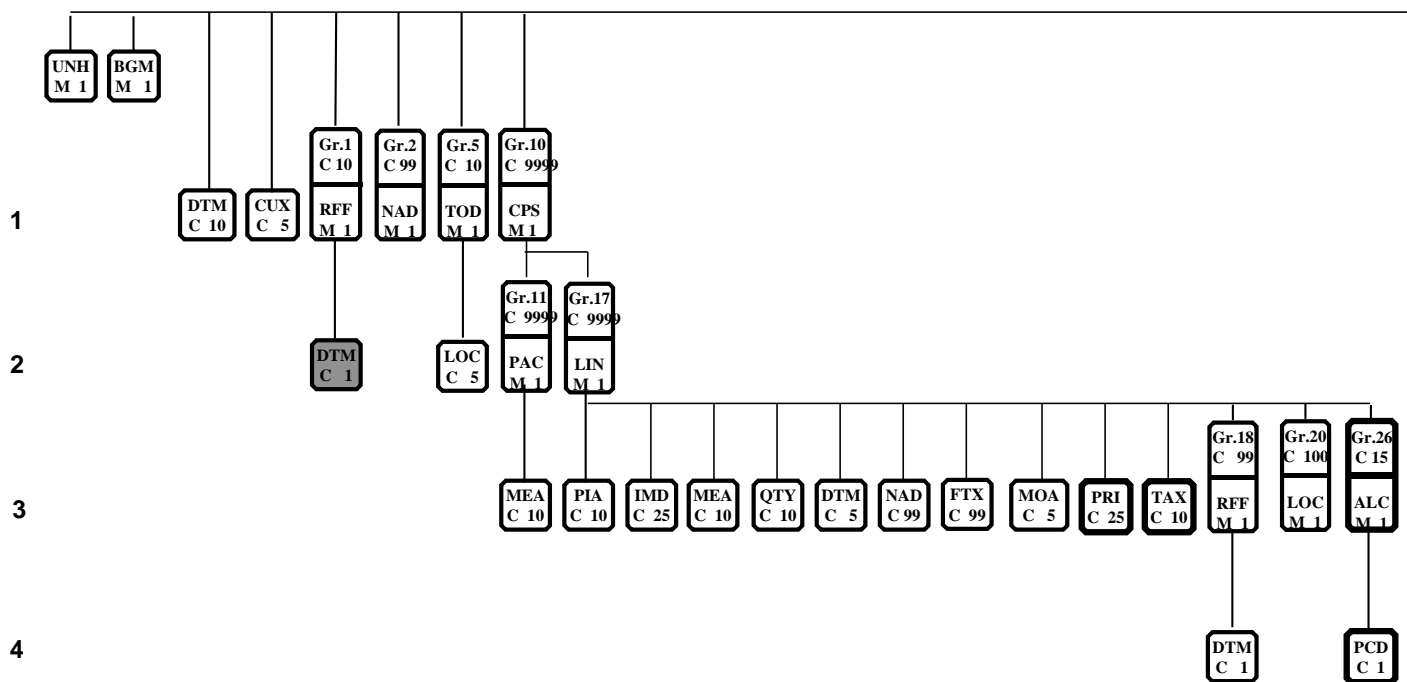 UNH
M 1
BGM
M 1
Gr.1
C 10
Gr.2
C 99
Gr.5
C 10
Gr.10
C 9999
1
DTM
C 10
CUX
C 5
RFF
M 1
NAD
M 1
TOD
M 1
CPS
M 1
Gr.11
C 9999
Gr.17
C 9999
2
DTM
C 1
LOC
C 5
PAC
M 1
LIN
M 1
Gr.18
C 99
Gr.20
C 100
Gr.26
C 15
3
MEA
C 10
PIA
C 10
IMD
C 25
MEA
C 10
QTY
C 10
DTM
C 5
NAD
C 99
FTX
C 99
MOA
C 5
PRI
C 25
TAX
C 10
RFF
M 1
LOC
M 1
ALC
M 1
4
DTM
C 1
PCD
C 1